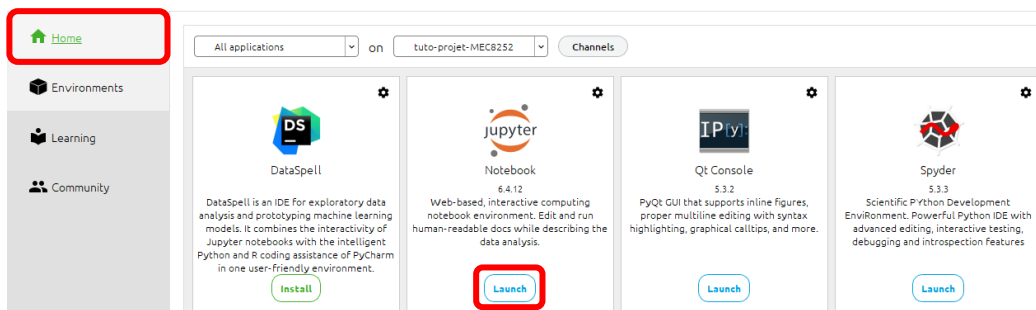 Home
Environments
Learning
Community
All applications on tuto-projet-MEC8252 Channels
DS
DataSpell
DataSpell is an IDE for exploratory data
analysis and prototyping machine learning
models. It combines the interactivity of
Jupyter notebooks with the intelligent
Python and R coding assistance of PyCharm
in one user-friendly environment.
Install
jupyter
Notebook
6.4.12
Web-based, interactive computing
notebook environment. Edit and run
human-readable docs while describing the
data analysis.
Launch
IP[y]:
Qt Console
5.3.2
PyQt GUI that supports inline figures,
proper multiline editing with syntax
highlighting, graphical calltips, and more.
Launch
Spyder
5.3.3
Scientific PYthon Development
EnviRonment. Powerful Python IDE with
advanced editing, interactive testing,
debugging and introspection features
Launch